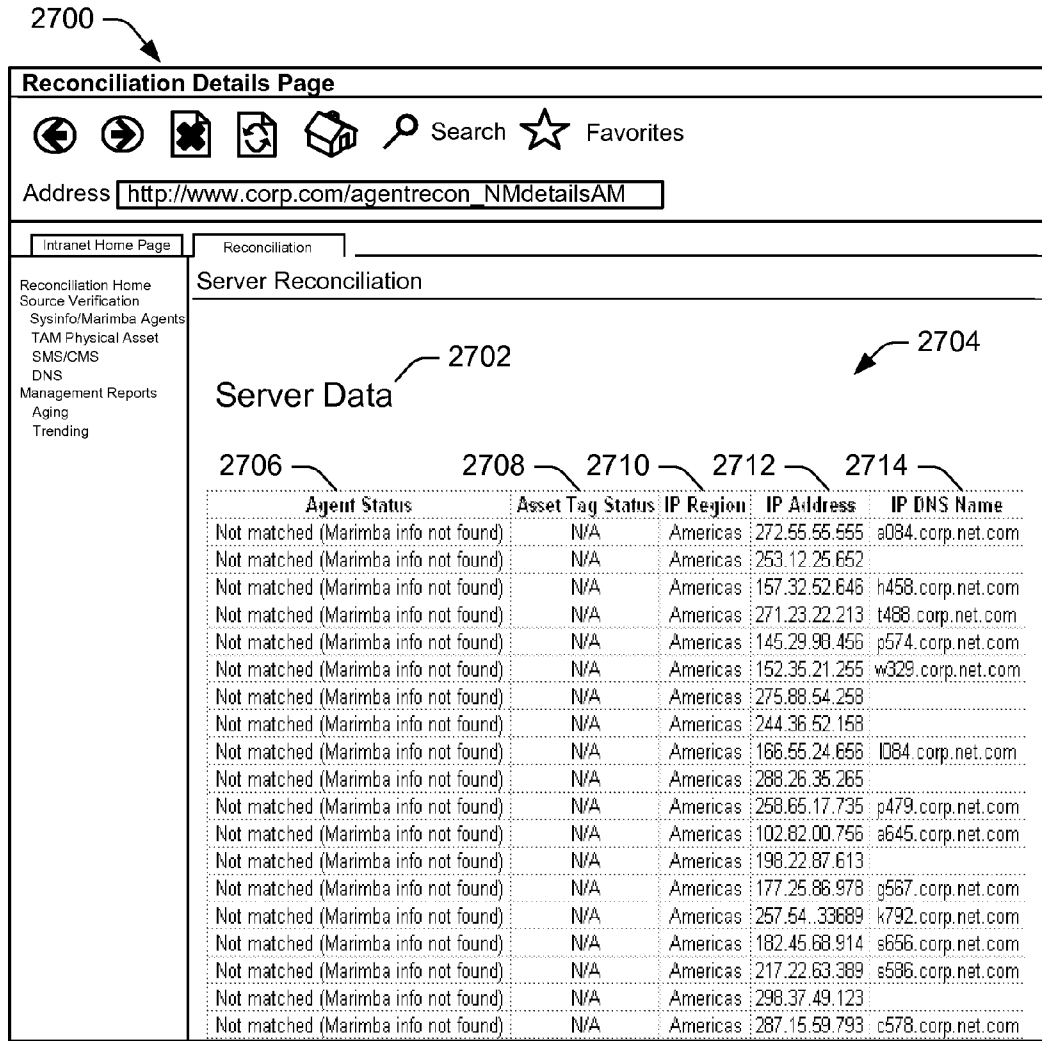 2700
Reconciliation Details Page
Search Favorites
Address http://www.corp.com/agentrecon_NMdetailsAM
Intranet Home Page Reconciliation
Reconciliation Home
Source Verification
Sysinfo/Marimba Agents
TAM Physical Asset
SMS/CMS
DNS
Management Reports
Aging
Trending
Server Reconciliation
2702
2704
Server Data
2706 2708 2710 2712 2714
Agent Status Asset Tag Status IP Region IP Address IP DNS Name
Not matched (Marimba info not found) N/A Americas 272.55.55.555 a084.corp.net.com
Not matched (Marimba info not found) N/A Americas 253.12.25.652
Not matched (Marimba info not found) N/A Americas 157.32.52.646 h458.corp.net.com
Not matched (Marimba info not found) N/A Americas 271.23.22.213 t488.corp.net.com
Not matched (Marimba info not found) N/A Americas 145.29.98.456 p574.corp.net.com
Not matched (Marimba info not found) N/A Americas 152.35.21.255 w329.corp.net.com
Not matched (Marimba info not found) N/A Americas 275.88.54.258
Not matched (Marimba info not found) N/A Americas 244.36.52.158
Not matched (Marimba info not found) N/A Americas 166.55.24.656 l084.corp.net.com
Not matched (Marimba info not found) N/A Americas 288.26.35.265
Not matched (Marimba info not found) N/A Americas 258.65.17.735 p479.corp.net.com
Not matched (Marimba info not found) N/A Americas 102.82.00.756 a645.corp.net.com
Not matched (Marimba info not found) N/A Americas 198.22.87.613
Not matched (Marimba info not found) N/A Americas 177.25.86.978 g567.corp.net.com
Not matched (Marimba info not found) N/A Americas 257.54..33689 k792.corp.net.com
Not matched (Marimba info not found) N/A Americas 182.45.68.914 s656.corp.net.com
Not matched (Marimba info not found) N/A Americas 217.22.63.389 s586.corp.net.com
Not matched (Marimba info not found) N/A Americas 298.37.49.123
Not matched (Marimba info not found) N/A Americas 287.15.59.793 c578.corp.net.com